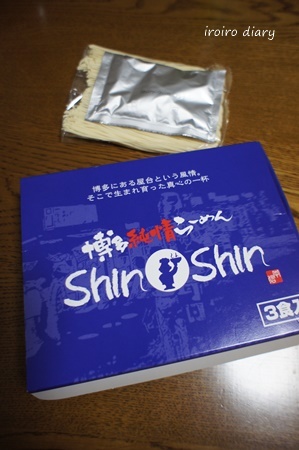 iroiro diary
博多にある屋台という風情。
そこで生まれ育った真心の一杯
博多純情らーめん
ShinShin
3食入